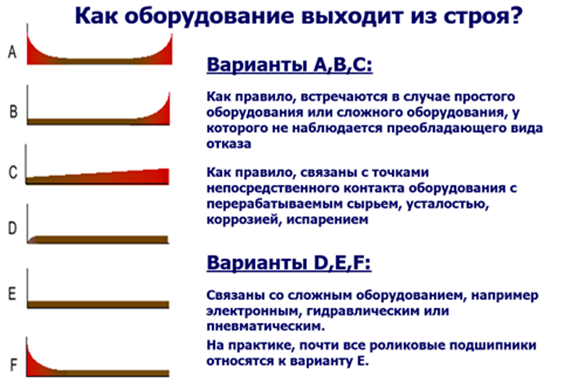 Как оборудование выходит из строя?
A
B
C
D
E
F
Варианты A,B,C:
Как правило, встречаются в случае простого
оборудования или сложного оборудования, у
которого не наблюдается преобладающего вида
отказа
Как правило, связаны с точками
непосредственного контакта оборудования с
перерабатываемым сырьем, усталостью,
коррозией, испарением
Варианты D,E,F:
Связаны со сложным оборудованием, например
электронным, гидравлическим или
пневматическим.
На практике, почти все роликовые подшипники
относятся к варианту E.